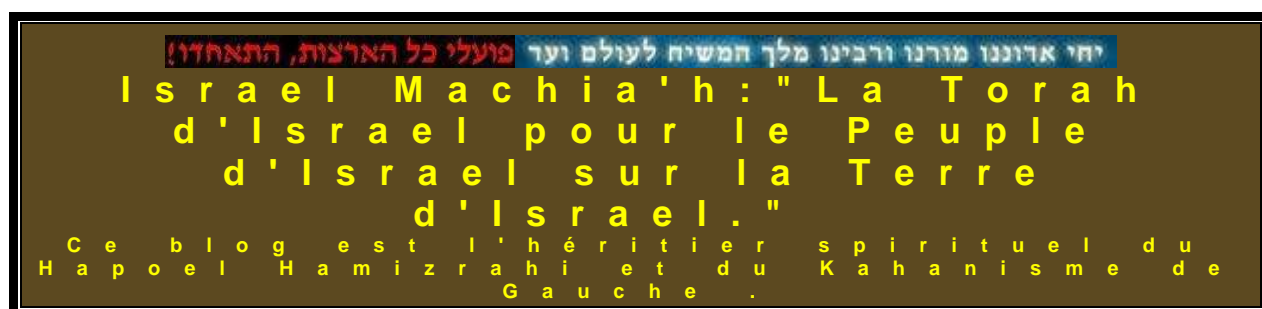 יחי אדוננו מורנו ורבינו מלך המשיח לעולם ועד פועלי כל הארצות, התאחדו!
Israel Machia'h:"La Torah
d'Israel pour le Peuple
d'Israel sur la Terre
d'Israel."
Ce blog est l'héritier spirituel du
Hapoel Hamizrahi et du Kahanisme de
Gauche .